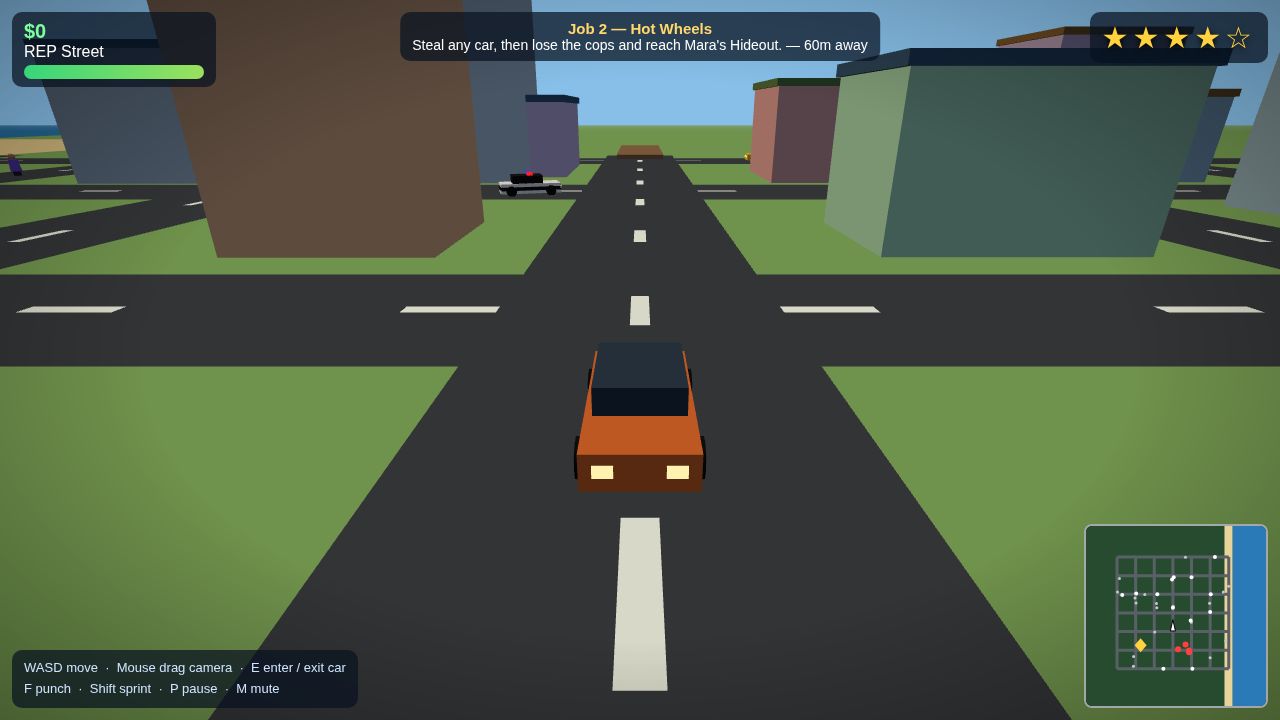 $0
REP Street
Job 2 — Hot Wheels
Steal any car, then lose the cops and reach Mara's Hideout. — 60m away
★★★★☆
WASD move · Mouse drag camera · E enter / exit car
F punch · Shift sprint · P pause · M mute